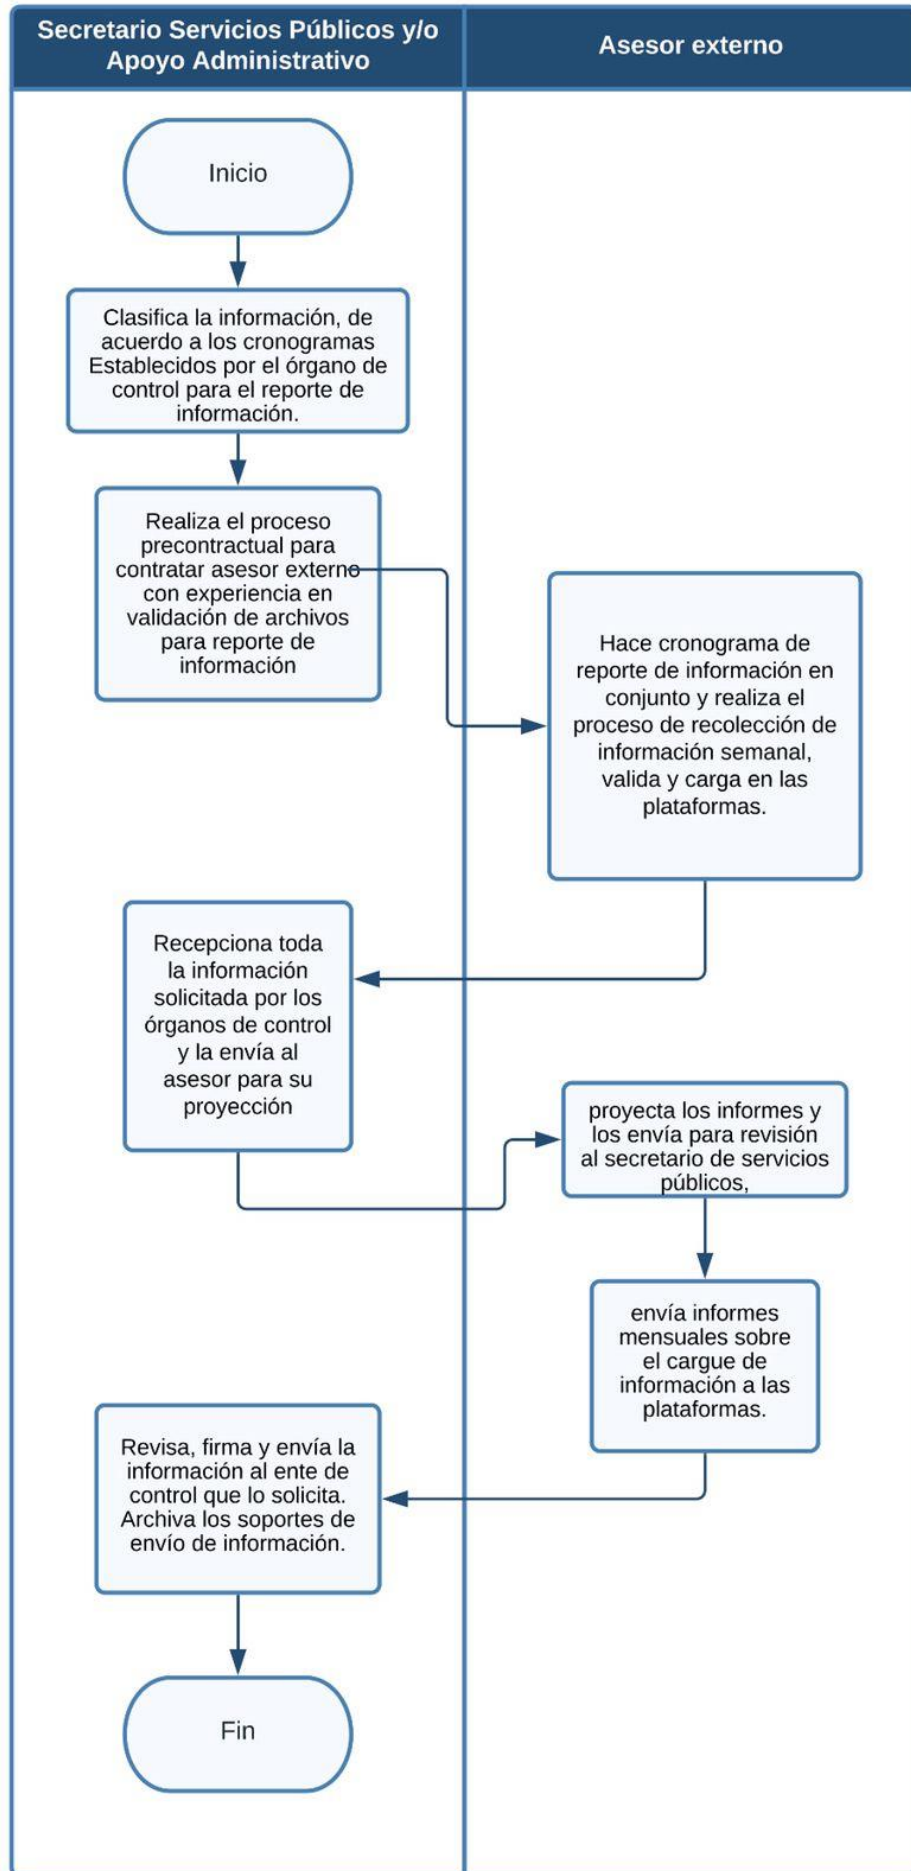 Secretario Servicios Públicos y/o
Apoyo Administrativo
Asesor externo
Inicio
Clasifica la información, de
acuerdo a los cronogramas
Establecidos por el órgano de
control para el reporte de
información.
Realiza el proceso
precontractual para
contratar asesor externo
con experiencia en
validación de archivos
para reporte de
información
Hace cronograma de
reporte de información en
conjunto y realiza el
proceso de recolección de
información semanal,
valida y carga en las
plataformas.
Recepciona toda
la información
solicitada por los
órganos de control
y la envía al
asesor para su
proyección
proyecta los informes y
los envía para revisión
al secretario de servicios
públicos,
envía informes
mensuales sobre
el cargue de
información a las
plataformas.
Revisa, firma y envía la
información al ente de
control que lo solicita.
Archiva los soportes de
envío de información.
Fin